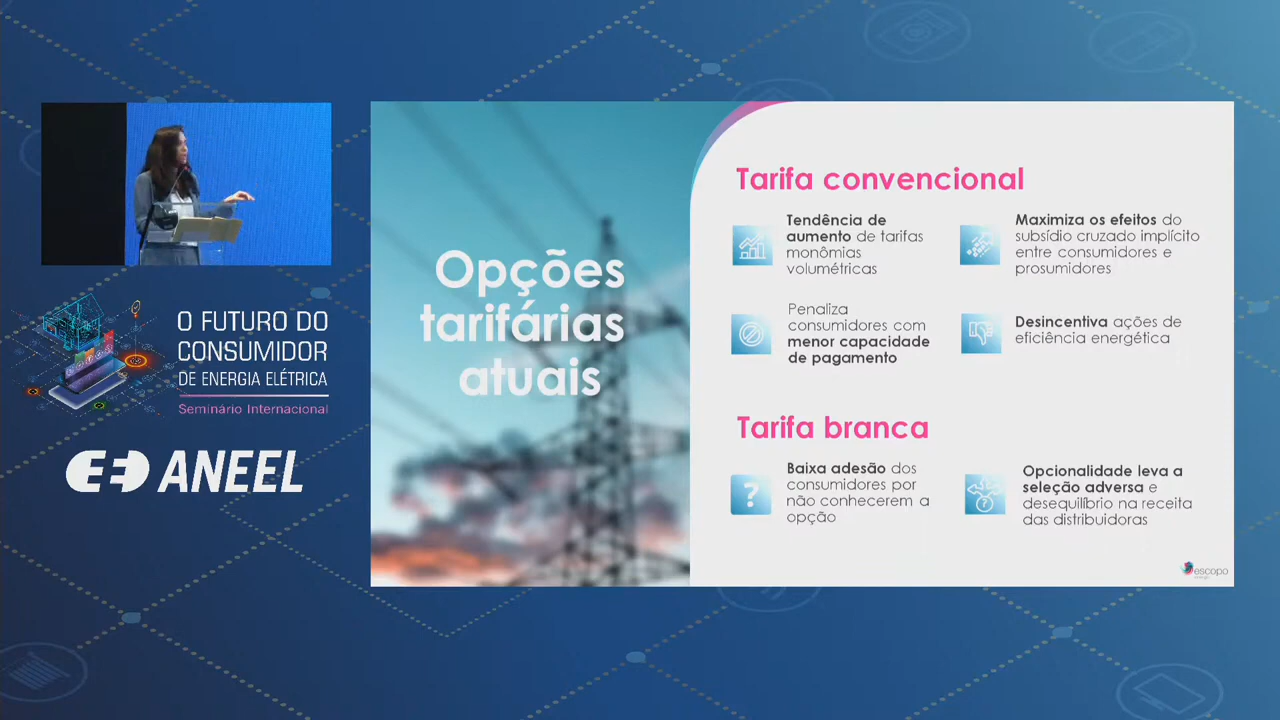 O FUTURO DO
CONSUMIDOR
DE ENERGIA ELÉTRICA
Seminário Internacional
ANEEL
Opções
tarifárias
atuais
Tarifa convencional
Tendência de
aumento de tarifas
monômias
volumétricas
Maximiza os efeitos do
subsídio cruzado implícito
entre consumidores e
prosumidores
Penaliza
consumidores com
menor capacidade
de pagamento
Desincentiva ações de
eficiência energética
Tarifa branca
Baixa adesão dos
consumidores por
não conhecerem a
opção
Opcionalidade leva a
seleção adversa e
desequilíbrio na receita
das distribuidoras
escopo